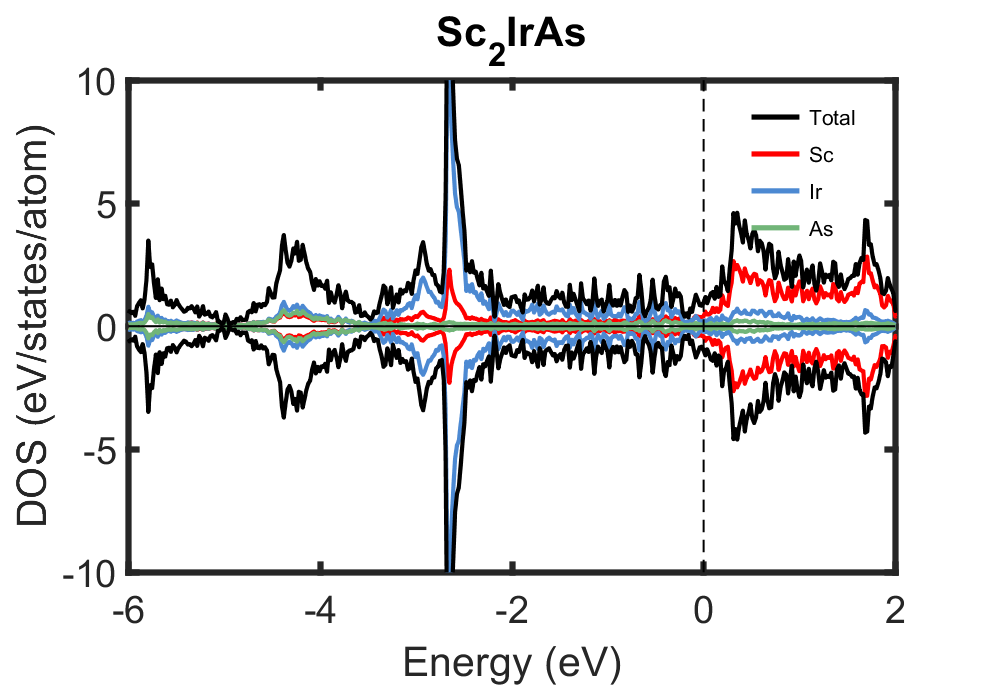 Sc₂IrAs
10
5
0
-5
-10
DOS (eV/states/atom)
Total
Sc
Ir
As
-6 -4 -2 0 2
Energy (eV)